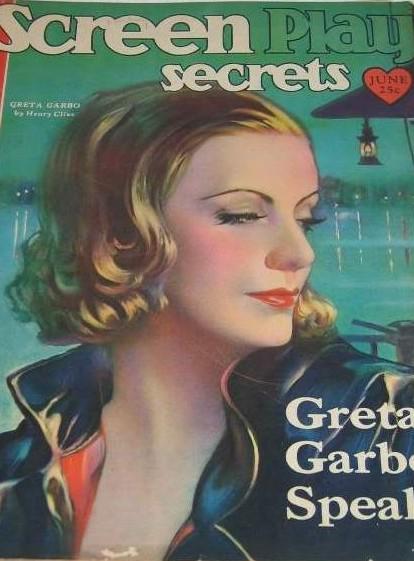 Screen Play
secrets
JUNE
25c
GRETA GARBO
by Henry Clive
Greta
Garbo
Speak